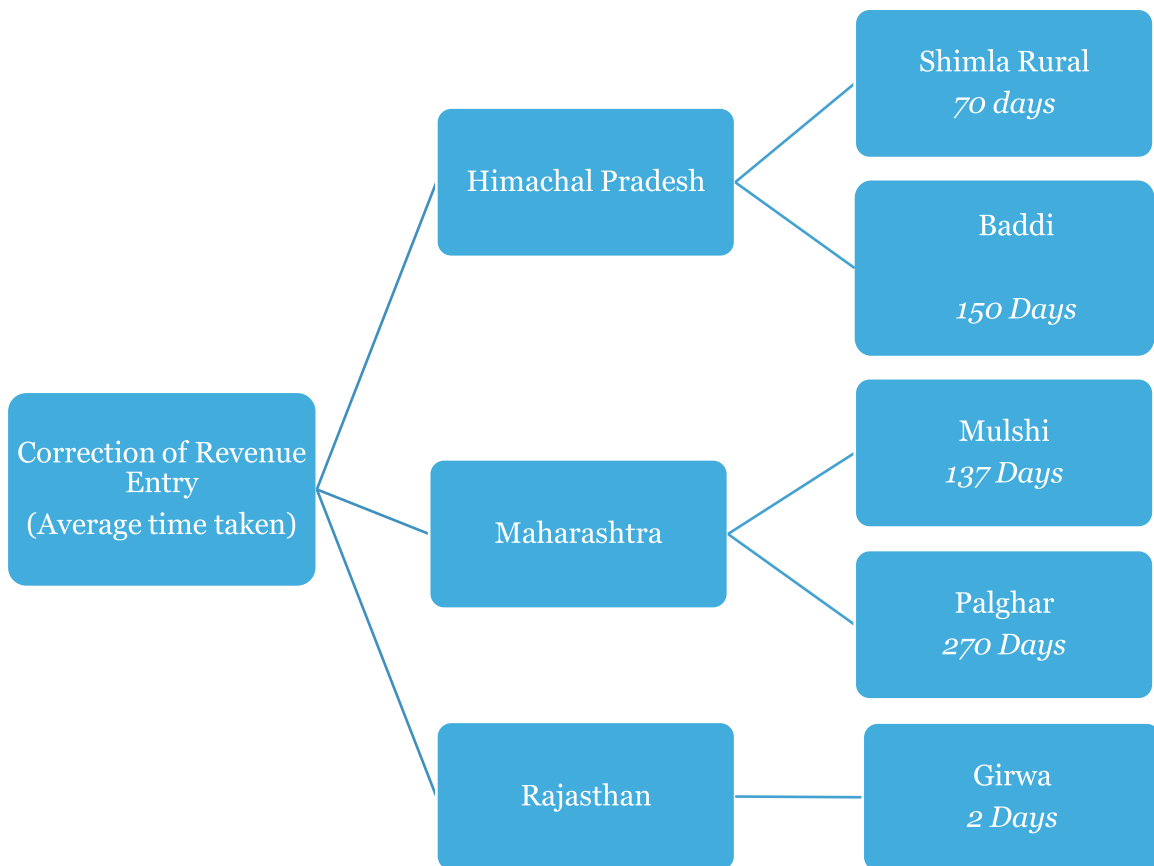 Correction of Revenue
Entry
(Average time taken)
Himachal Pradesh
Shimla Rural
70 days
Baddi
150 Days
Maharashtra
Mulshi
137 Days
Palghar
270 Days
Rajasthan
Girwa
2 Days